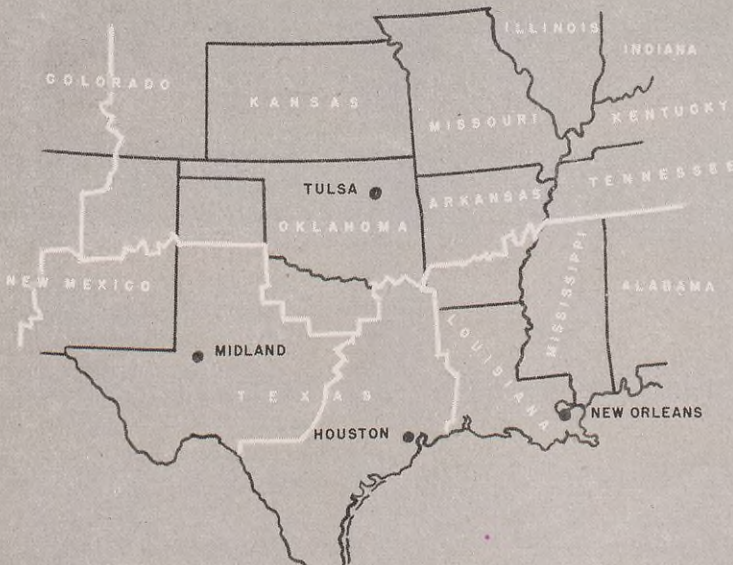 ILLINOIS
INDIANA
COLORADO
KANSAS
MISSOURI
KENTUCKY
TULSA
ARKANSAS
TENNESSEE
OKLAHOMA
NEW MEXICO
MISSISSIPPI
ALABAMA
MIDLAND
LOUISIANA
TEXAS
HOUSTON
NEW ORLEANS